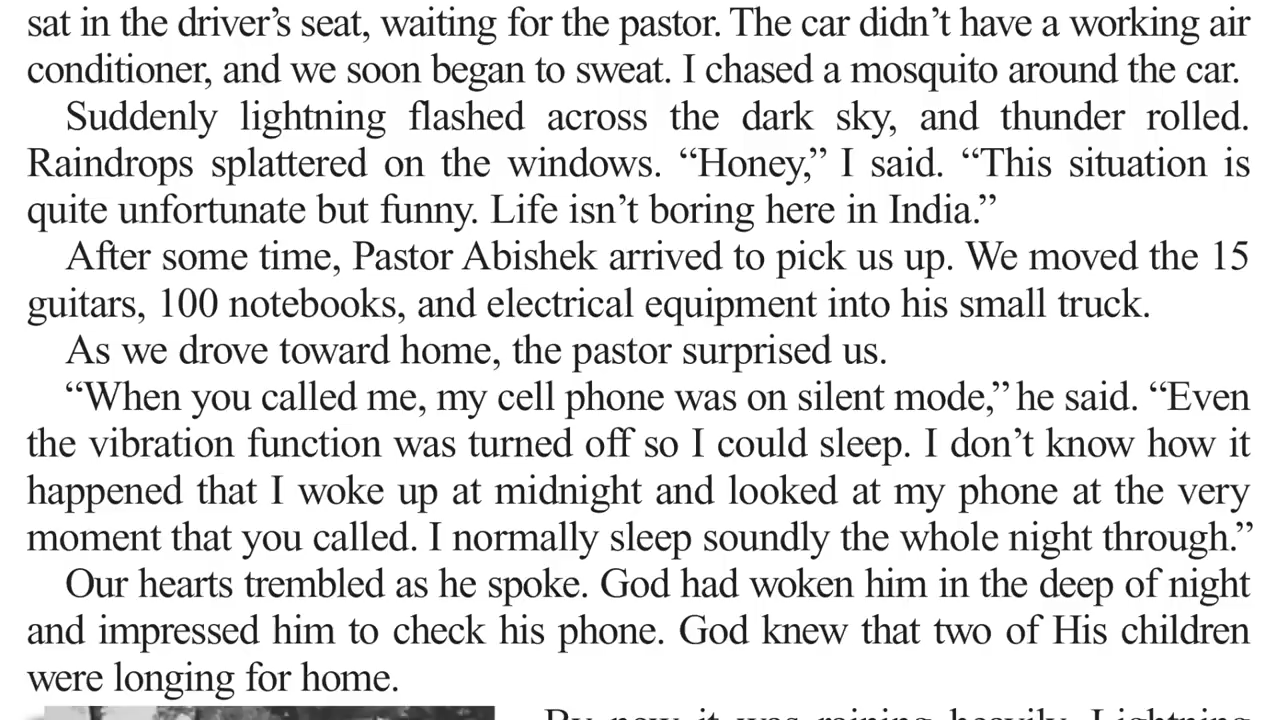 sat in the driver’s seat, waiting for the pastor. The car didn’t have a working air
conditioner, and we soon began to sweat. I chased a mosquito around the car.
Suddenly lightning flashed across the dark sky, and thunder rolled.
Raindrops splattered on the windows. “Honey,” I said. “This situation is
quite unfortunate but funny. Life isn’t boring here in India.”
After some time, Pastor Abishek arrived to pick us up. We moved the 15
guitars, 100 notebooks, and electrical equipment into his small truck.
As we drove toward home, the pastor surprised us.
“When you called me, my cell phone was on silent mode,” he said. “Even
the vibration function was turned off so I could sleep. I don’t know how it
happened that I woke up at midnight and looked at my phone at the very
moment that you called. I normally sleep soundly the whole night through.”
Our hearts trembled as he spoke. God had woken him in the deep of night
and impressed him to check his phone. God knew that two of His children
were longing for home.
By now it was raining heavily. Lightning